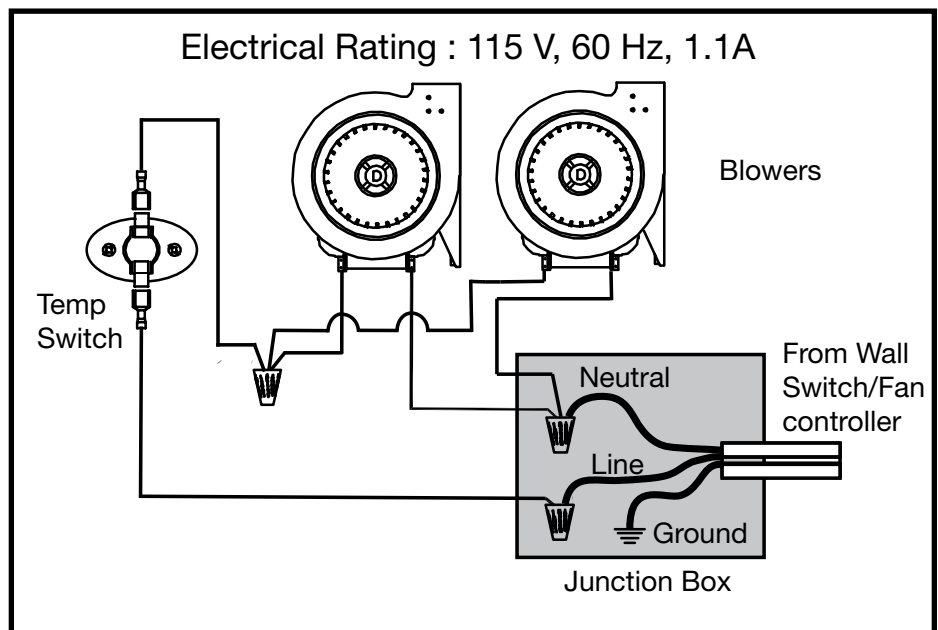 Electrical Rating : 115 V, 60 Hz, 1.1A
D
D
Blowers
Temp
Switch
From Wall
Switch/Fan
controller
Neutral
Line
Ground
Junction Box